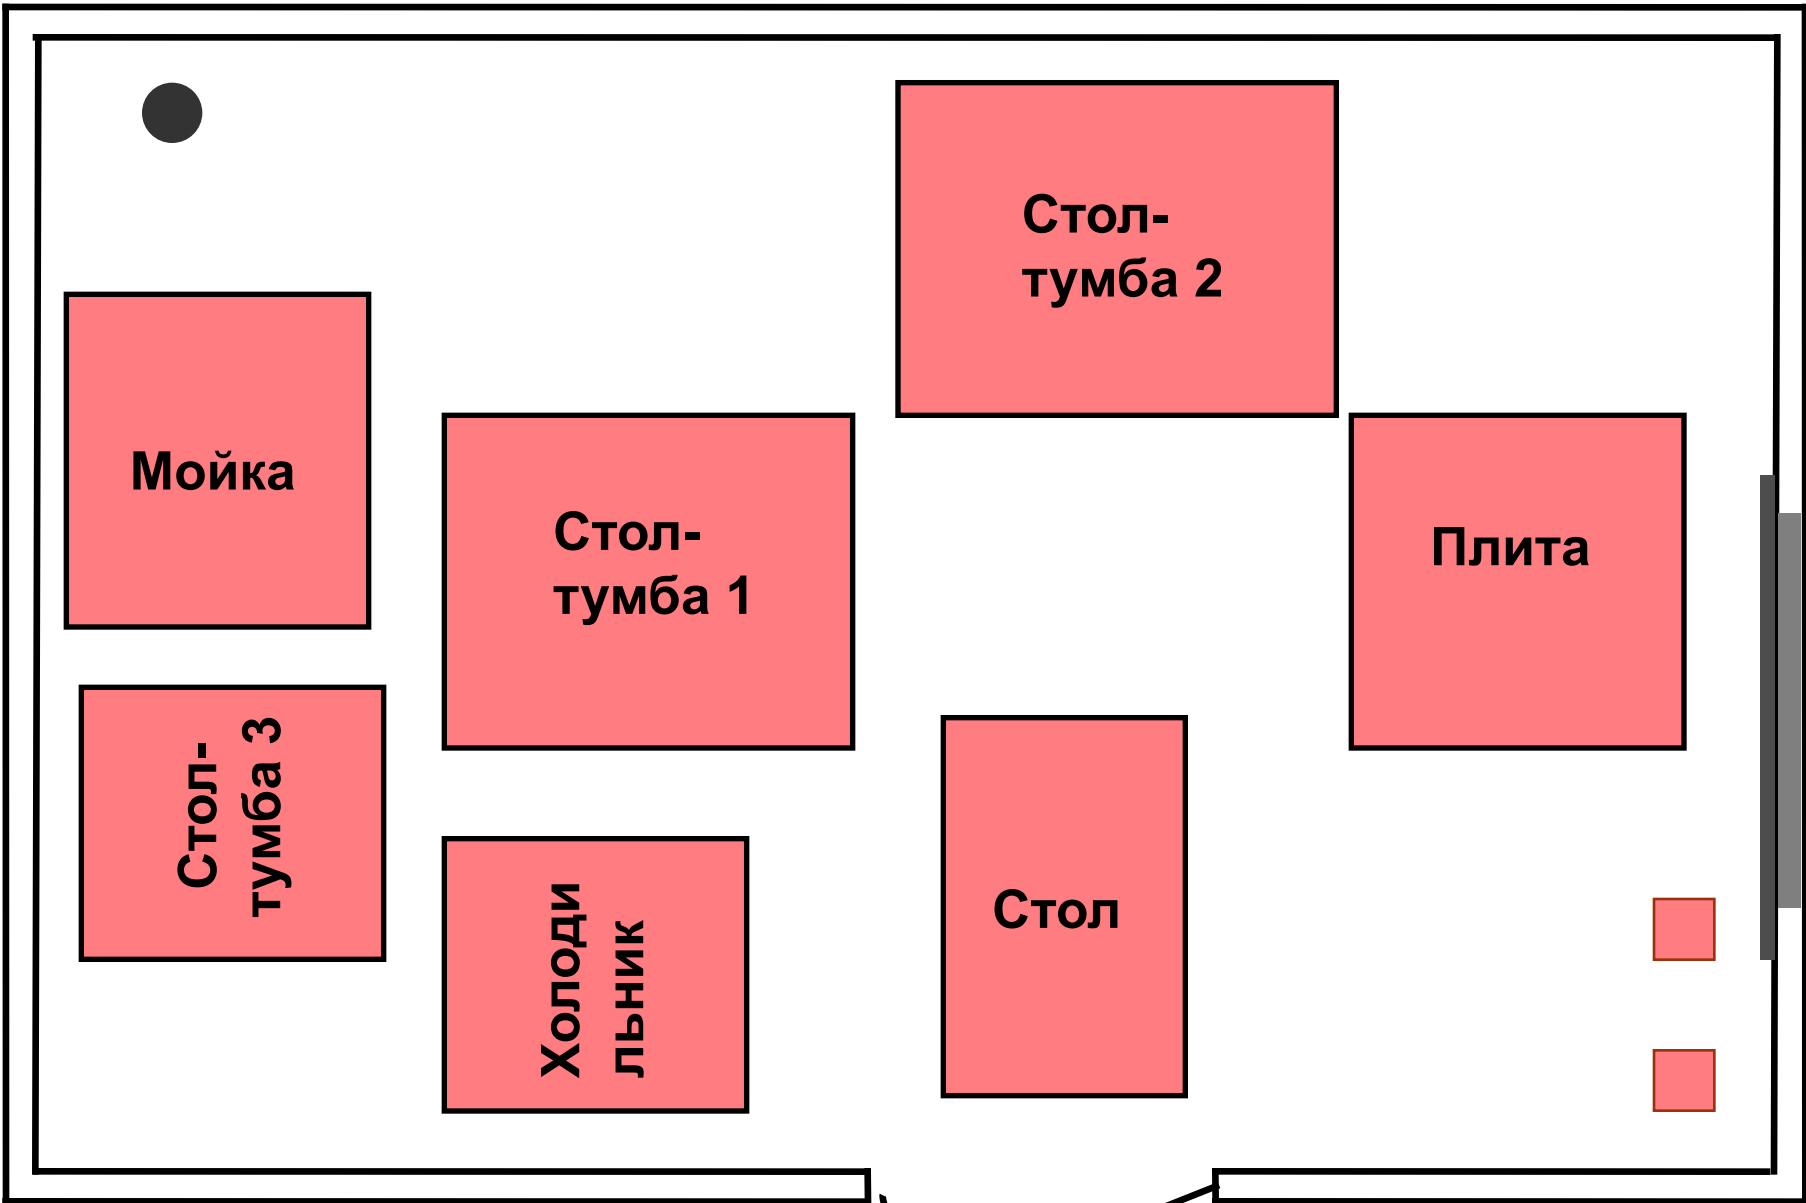 Стол-
тумба 2
Мойка
Стол-
тумба 1
Плита
Стол-
тумба 3
Холоди
льник
Стол